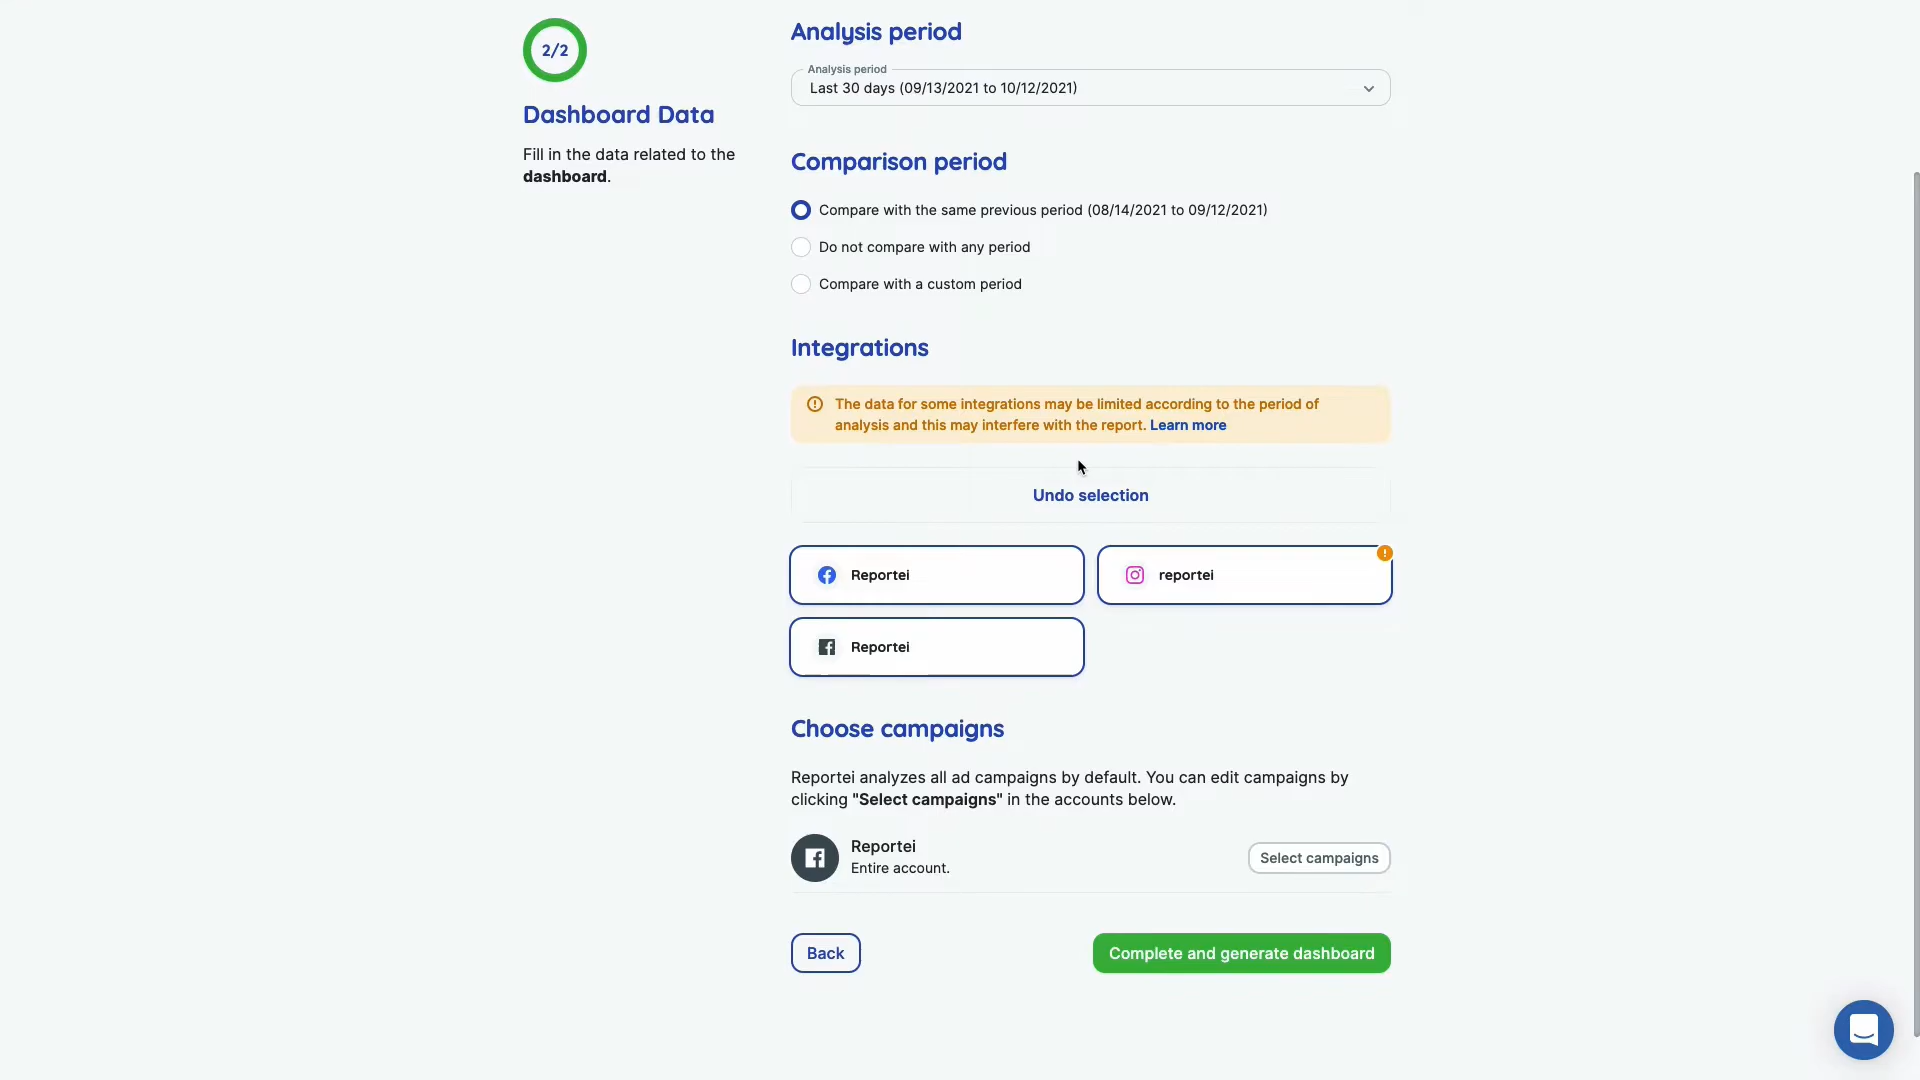 2/2
Dashboard Data
Fill in the data related to the
dashboard.
Analysis period
Analysis period
Last 30 days (09/13/2021 to 10/12/2021)
Comparison period
Compare with the same previous period (08/14/2021 to 09/12/2021)
Do not compare with any period
Compare with a custom period
Integrations
The data for some integrations may be limited according to the period of
analysis and this may interfere with the report. Learn more
Undo selection
Reportei
reportei
Reportei
Choose campaigns
Reportei analyzes all ad campaigns by default. You can edit campaigns by
clicking "Select campaigns" in the accounts below.
Reportei
Entire account.
Select campaigns
Back
Complete and generate dashboard